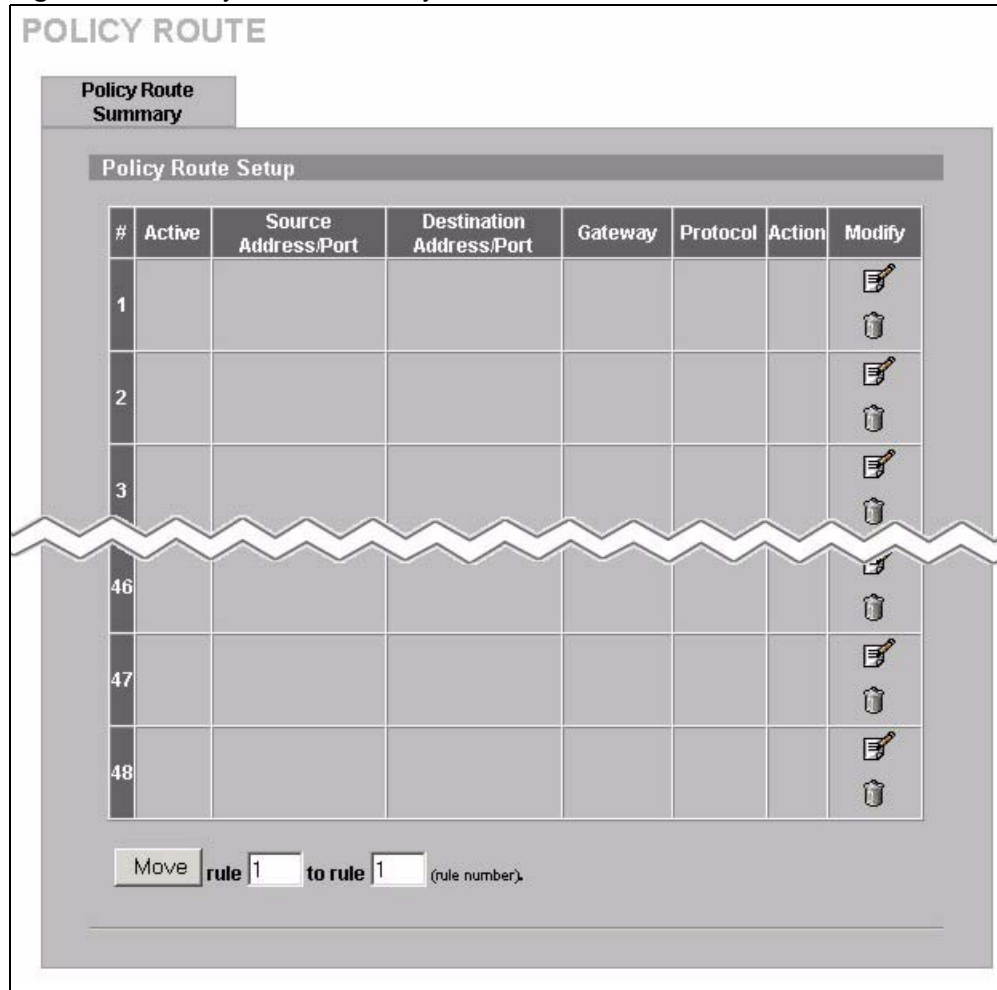 POLICY ROUTE
Policy Route
Summary
Policy Route Setup
# Active Source Address/Port Destination Address/Port Gateway Protocol Action Modify
1
2
3
46
47
48
Move rule 1 to rule 1 (rule number).